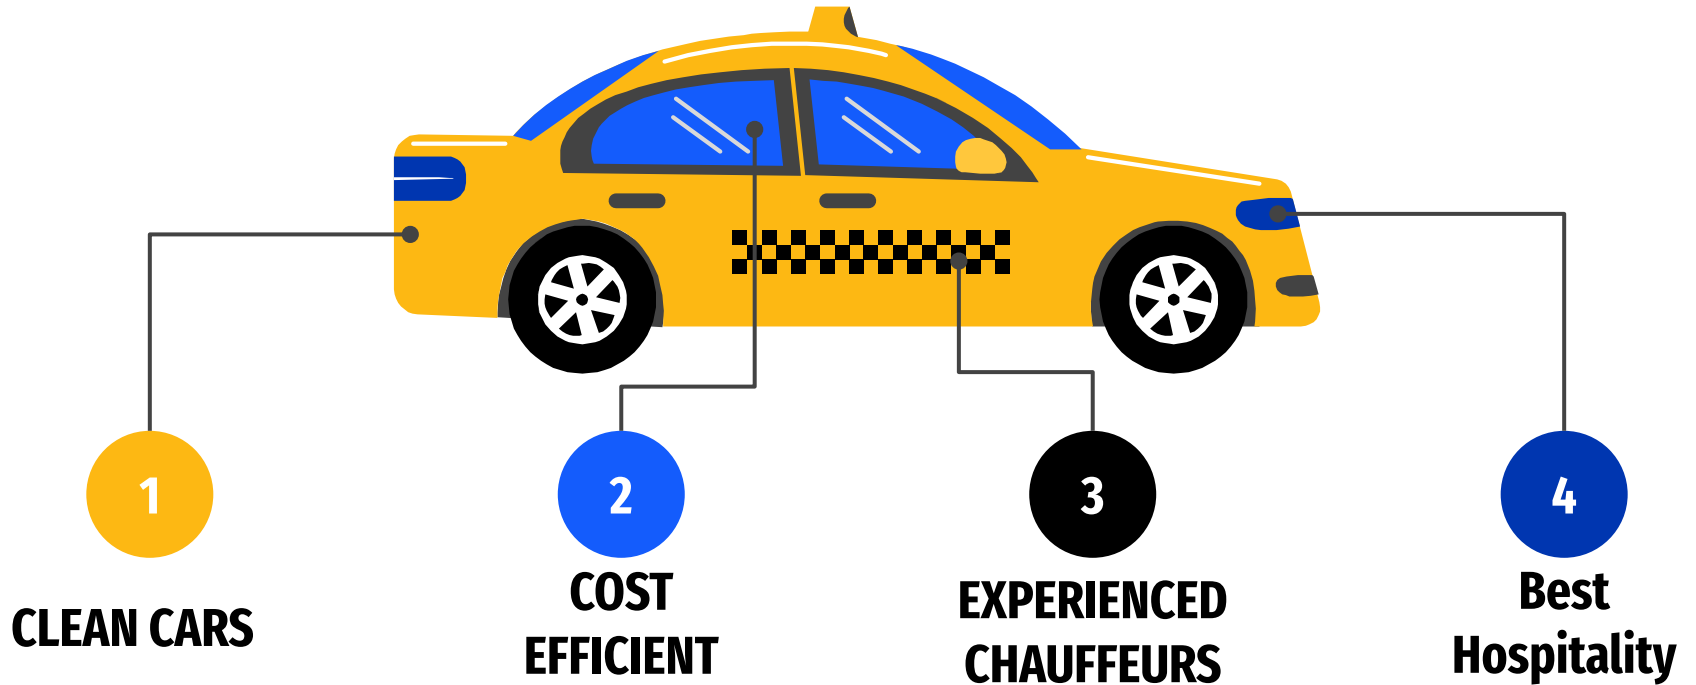 1
CLEAN CARS
2
COST
EFFICIENT
3
EXPERIENCED
CHAUFFEURS
4
Best
Hospitality